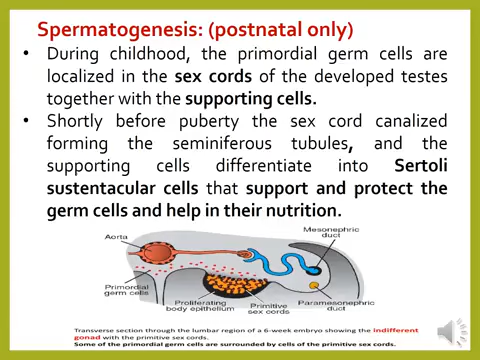 Spermatogenesis: (postnatal only)
• During childhood, the primordial germ cells are
localized in the sex cords of the developed testes
together with the supporting cells.
• Shortly before puberty the sex cord canalized
forming the seminiferous tubules, and the
supporting cells differentiate into Sertoli
sustentacular cells that support and protect the
germ cells and help in their nutrition.
Aorta
Mesonephric
duct
Primordial
germ cells
Proliferating
body epithelium
Primitive
sex cords
Paramesonephric
duct
Transverse section through the lumbar region of a 6-week embryo showing the indifferent
gonad with the primitive sex cords.
Some of the primordial germ cells are surrounded by cells of the primitive sex cords.